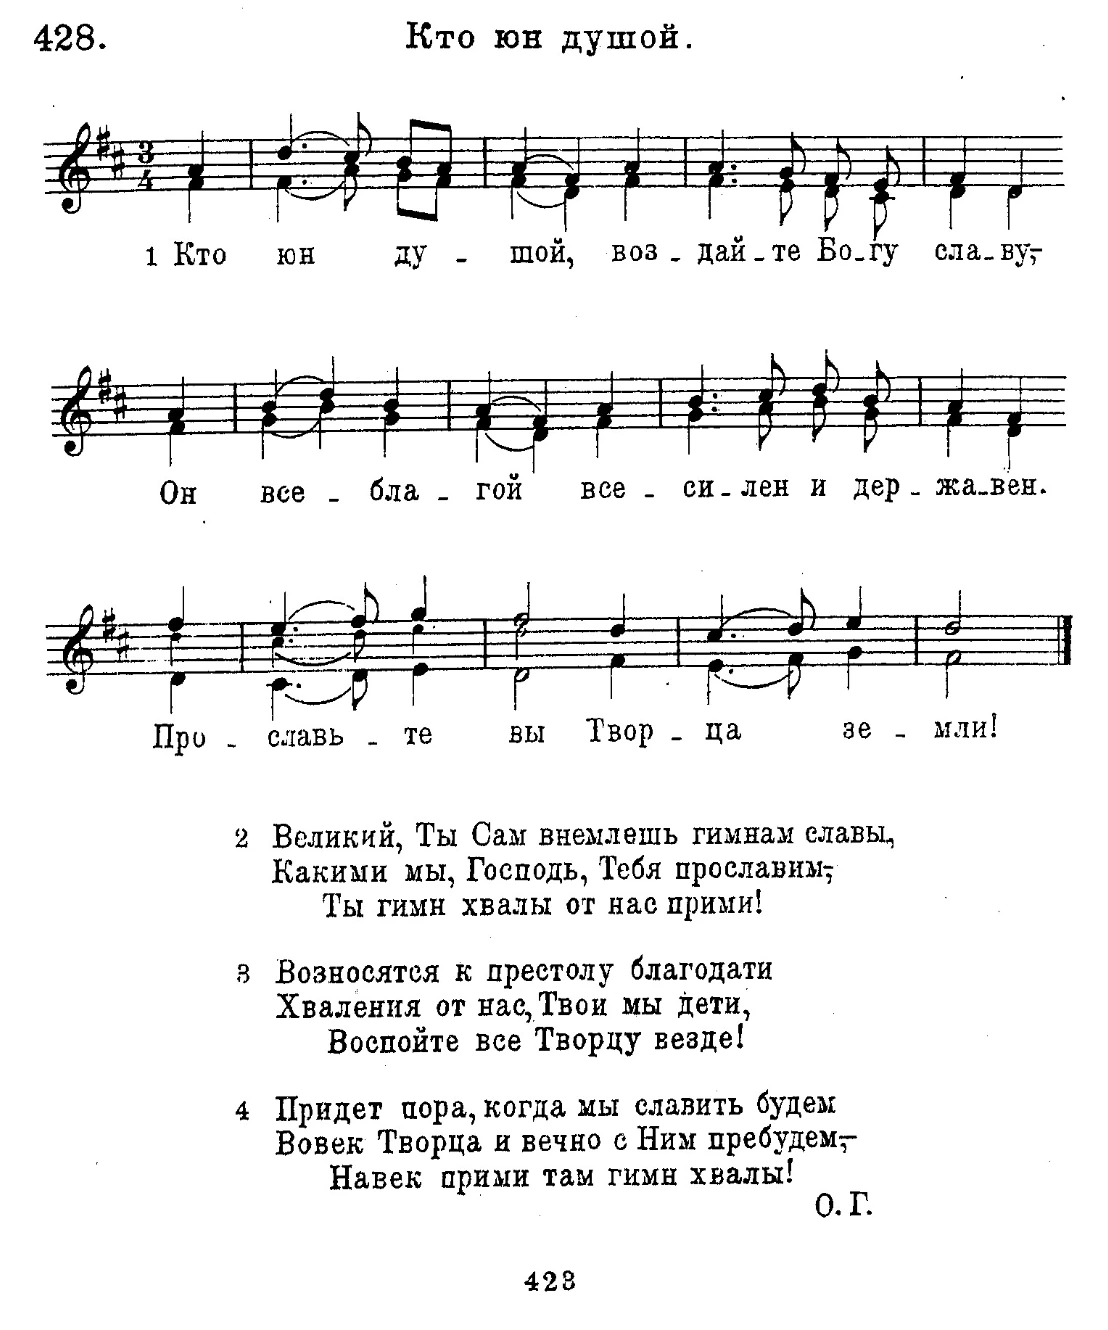 428. Кто юн душой.
3
4
1 Кто юн ду - шой, воз - дай - те Бо - гу сла - ву,-
Он все - бла - гой все - си - лен и дер - жа - вен.
Про - славь - те вы Твор - ца зе - мли!
2 Великий, Ты Сам внемлешь гимнам славы,
Какими мы, Господь, Тебя прославим,-
Ты гимн хвалы от нас прими!
3 Возносятся к престолу благодати
Хваления от нас, Твои мы дети,
Воспойте все Творцу везде!
4 Придет пора, когда мы славить будем
Вовек Творца и вечно с Ним пребудем,-
Навек прими там гимн хвалы!
О. Г.
423